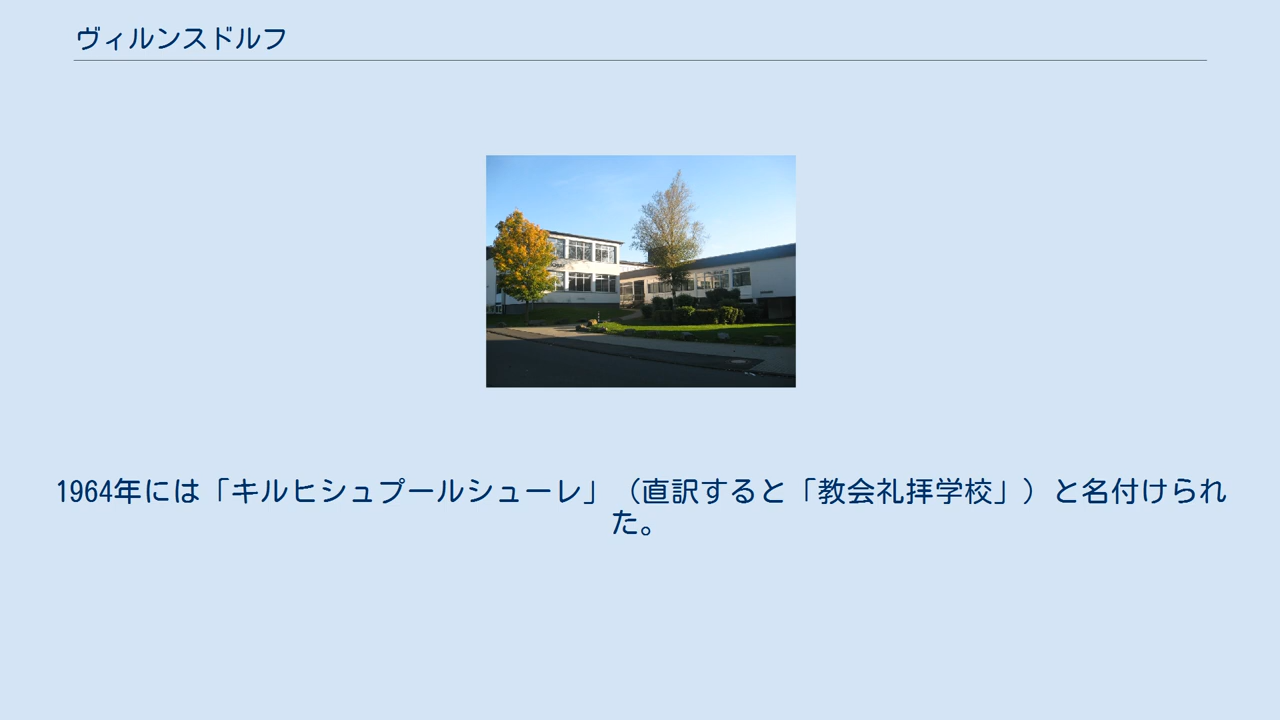 ヴィルンスドルフ
1964年には「キルヒシュプールシューレ」（直訳すると「教会礼拝学校」）と名付けられ
た。